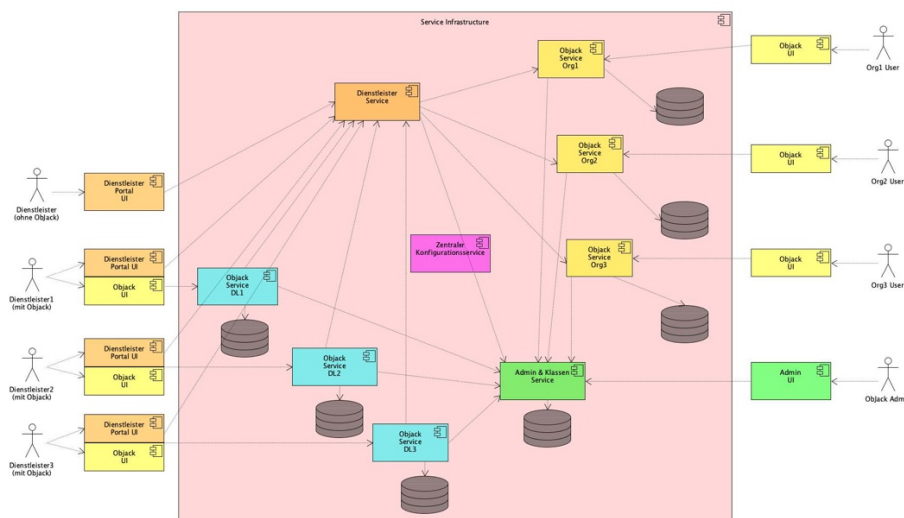 Service Infrastructure
Objack
Service
Org1
Objack
UI
Org1 User
Dienstleister
Service
Objack
Service
Org2
Objack
UI
Org2 User
Dienstleister
(ohne ObJack)
Dienstleister
Portal
UI
Zentraler
Konfigurationsservice
Objack
Service
Org3
Objack
UI
Org3 User
Dienstleister1
(mit Objack)
Dienstleister
Portal UI
Objack
UI
Objack
Service
DL1
Dienstleister2
(mit Objack)
Dienstleister
Portal UI
Objack
UI
Objack
Service
DL2
Admin & Klassen
Service
Admin
UI
ObJack Adm
Dienstleister3
(mit Objack)
Dienstleister
Portal UI
Objack
UI
Objack
Service
DL3